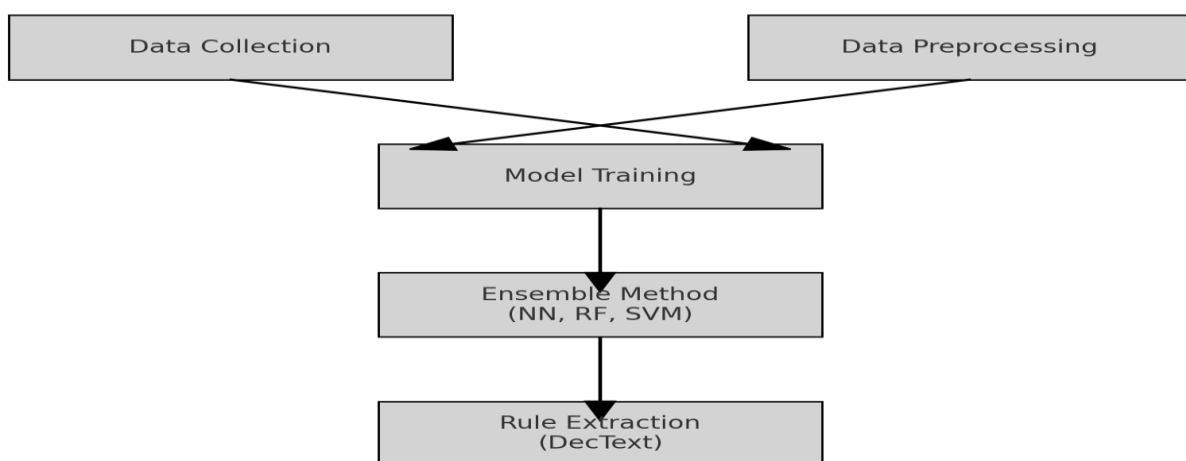 Data Collection
Data Preprocessing
Model Training
Ensemble Method
(NN, RF, SVM)
Rule Extraction
(DecText)